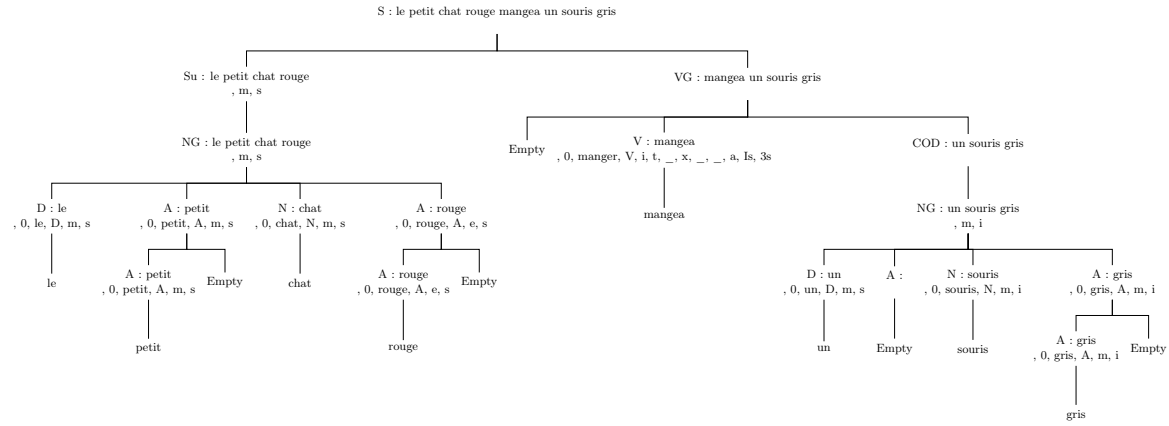 S : le petit chat rouge mangea un souris gris
Su : le petit chat rouge
, m, s
VG : mangea un souris gris
NG : le petit chat rouge
, m, s
Empty
V : mangea
, 0, manger, V, i, t, _, x, _, _, a, Is, 3s
COD : un souris gris
D : le
, 0, le, D, m, s
A : petit
, 0, petit, A, m, s
N : chat
, 0, chat, N, m, s
A : rouge
, 0, rouge, A, e, s
mangea
NG : un souris gris
, m, i
le
A : petit
, 0, petit, A, m, s
Empty
chat
A : rouge
, 0, rouge, A, e, s
Empty
D : un
, 0, un, D, m, s
A :
N : souris
, 0, souris, N, m, i
A : gris
, 0, gris, A, m, i
petit
rouge
un
Empty
souris
A : gris
, 0, gris, A, m, i
Empty
gris